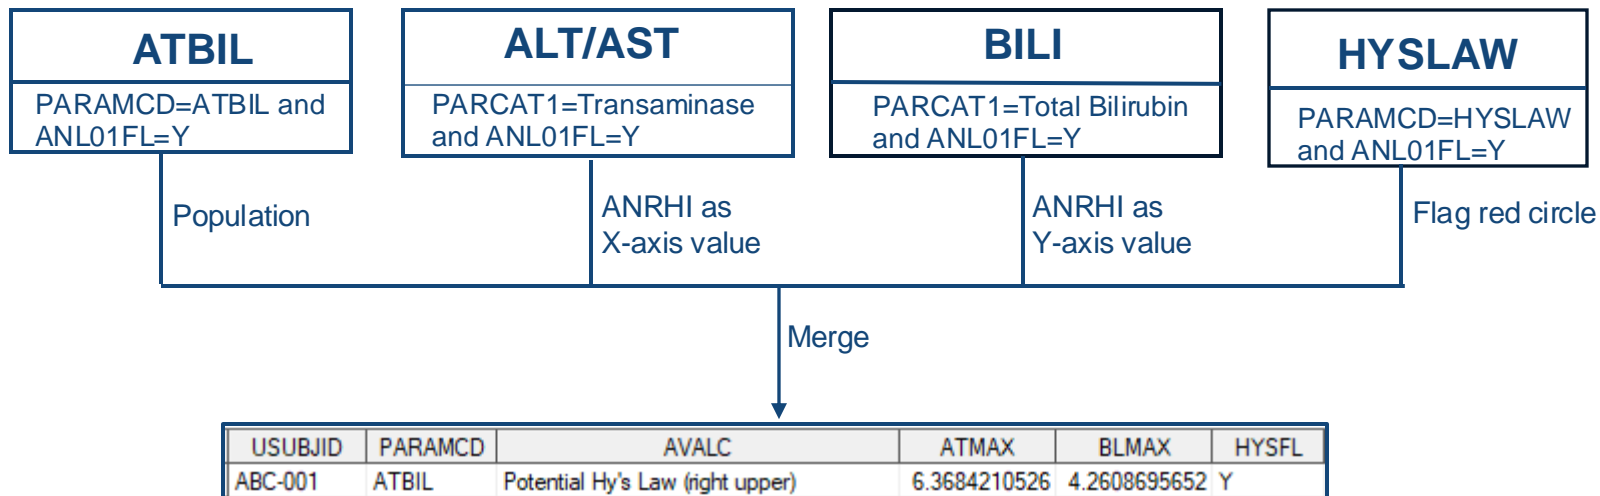 ATBIL
PARAMCD=ATBIL and
ANL01FL=Y
ALT/AST
PARCAT1=Transaminase
and ANL01FL=Y
BILI
PARCAT1=Total Bilirubin
and ANL01FL=Y
HYSLAW
PARAMCD=HYSLAW
and ANL01FL=Y
Population
ANRHI as
X-axis value
ANRHI as
Y-axis value
Flag red circle
Merge
USUBJID PARAMCD AVALC ATMAX BLMAX HYSFL
ABC-001 ATBIL Potential Hy's Law (right upper) 6.3684210526 4.2608695652 Y